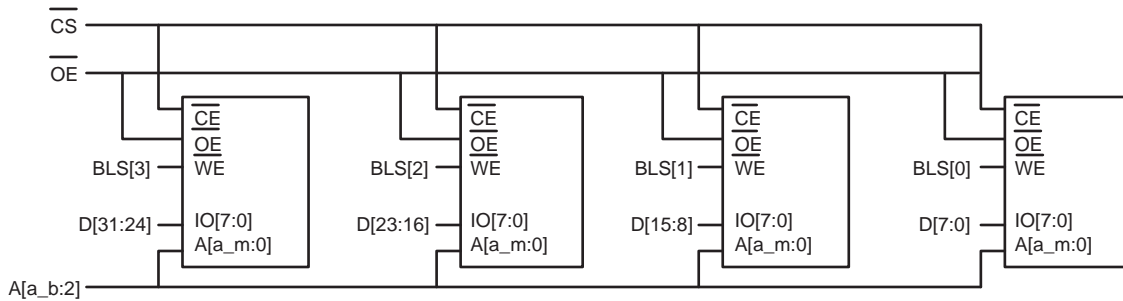 CS
OE
CE
OE
WE
BLS[3]
D[31:24]
IO[7:0]
A[a_m:0]
CE
OE
WE
BLS[2]
D[23:16]
IO[7:0]
A[a_m:0]
CE
OE
WE
BLS[1]
D[15:8]
IO[7:0]
A[a_m:0]
CE
OE
WE
BLS[0]
D[7:0]
IO[7:0]
A[a_m:0]
A[a_b:2]